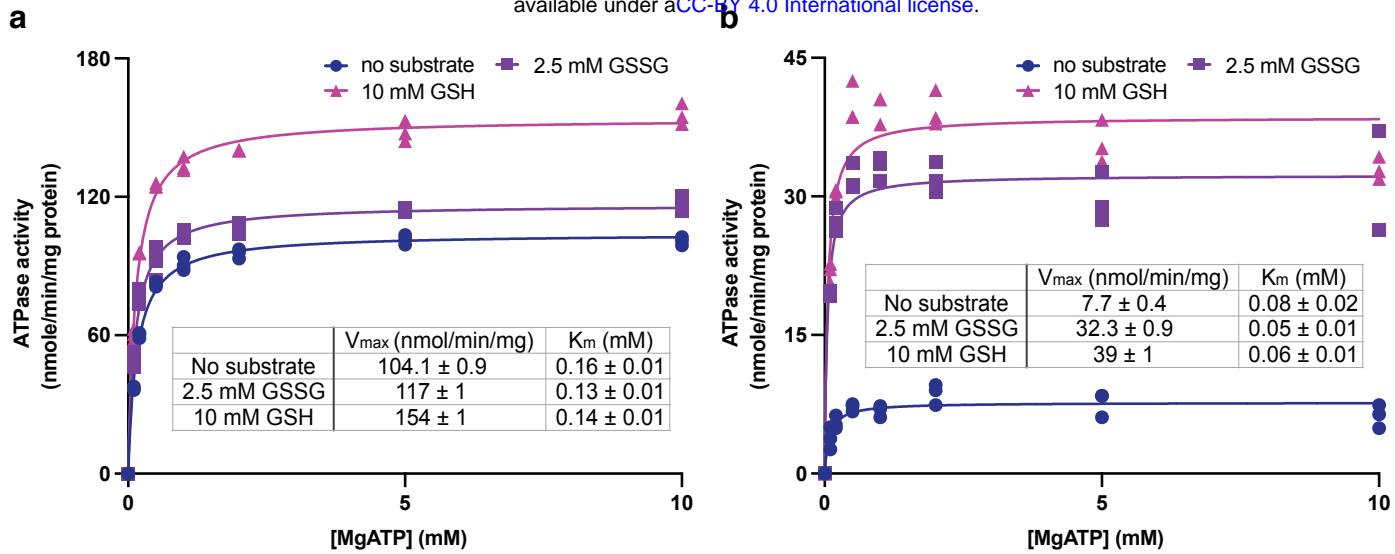 available under aCC-BY 4.0 International license.
a
180
120
60
0
0
5
10
ATPase activity
(nmole/min/mg protein)
[MgATP] (mM)
no substrate
2.5 mM GSSG
10 mM GSH
Vmax (nmol/min/mg) Km (mM)
No substrate 104.1 ± 0.9 0.16 ± 0.01
2.5 mM GSSG 117 ± 1 0.13 ± 0.01
10 mM GSH 154 ± 1 0.14 ± 0.01
b
45
30
15
0
0
5
10
ATPase activity
(nmole/min/mg protein)
[MgATP] (mM)
no substrate
2.5 mM GSSG
10 mM GSH
Vmax (nmol/min/mg) Km (mM)
No substrate 7.7 ± 0.4 0.08 ± 0.02
2.5 mM GSSG 32.3 ± 0.9 0.05 ± 0.01
10 mM GSH 39 ± 1 0.06 ± 0.01